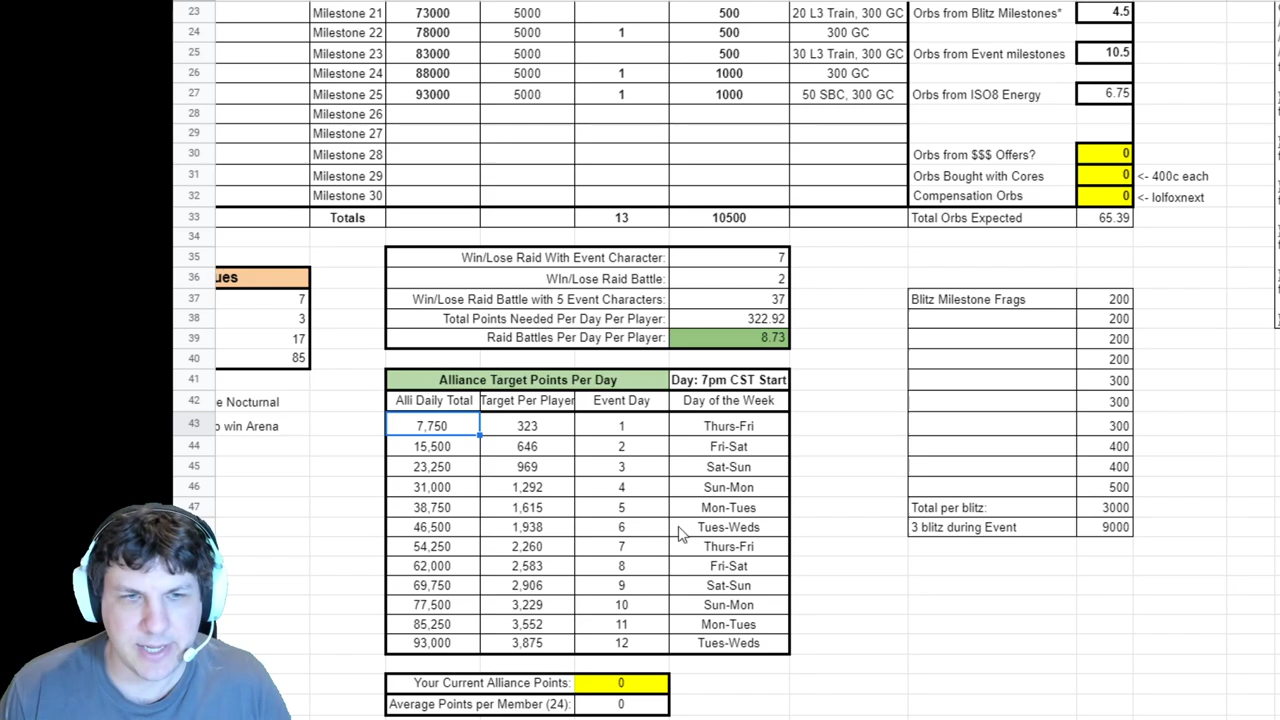 23 Milestone 21 73000 5000 500 20 L3 Train, 300 GC Orbs from Blitz Milestones* 4.5
24 Milestone 22 78000 5000 1 500 300 GC
25 Milestone 23 83000 5000 500 30 L3 Train, 300 GC Orbs from Event milestones 10.5
26 Milestone 24 88000 5000 1 1000 300 GC
27 Milestone 25 93000 5000 1 1000 50 SBC, 300 GC Orbs from ISO8 Energy 6.75
28 Milestone 26
29 Milestone 27
30 Milestone 28 Orbs from $$$ Offers? 0
31 Milestone 29 Orbs Bought with Cores 0 <- 400c each
32 Milestone 30 Compensation Orbs 0 <- lolfoxnext
33 Totals 13 10500 Total Orbs Expected 65.39
34
35 Win/Lose Raid With Event Character: 7
36 ues WIn/Lose Raid Battle: 2
37 7 Win/Lose Raid Battle with 5 Event Characters: 37 Blitz Milestone Frags 200
38 3 Total Points Needed Per Day Per Player: 322.92 200
39 17 Raid Battles Per Day Per Player: 8.73 200
40 85 200
41 Alliance Target Points Per Day Day: 7pm CST Start 300
42 e Nocturnal Alli Daily Total Target Per Player Event Day Day of the Week 300
43 o win Arena 7,750 323 1 Thurs-Fri 300
44 15,500 646 2 Fri-Sat 400
45 23,250 969 3 Sat-Sun 400
46 31,000 1,292 4 Sun-Mon 500
47 38,750 1,615 5 Mon-Tues Total per blitz: 3000
46,500 1,938 6 Tues-Weds 3 blitz during Event 9000
54,250 2,260 7 Thurs-Fri
62,000 2,583 8 Fri-Sat
69,750 2,906 9 Sat-Sun
77,500 3,229 10 Sun-Mon
85,250 3,552 11 Mon-Tues
93,000 3,875 12 Tues-Weds
Your Current Alliance Points: 0
Average Points per Member (24): 0